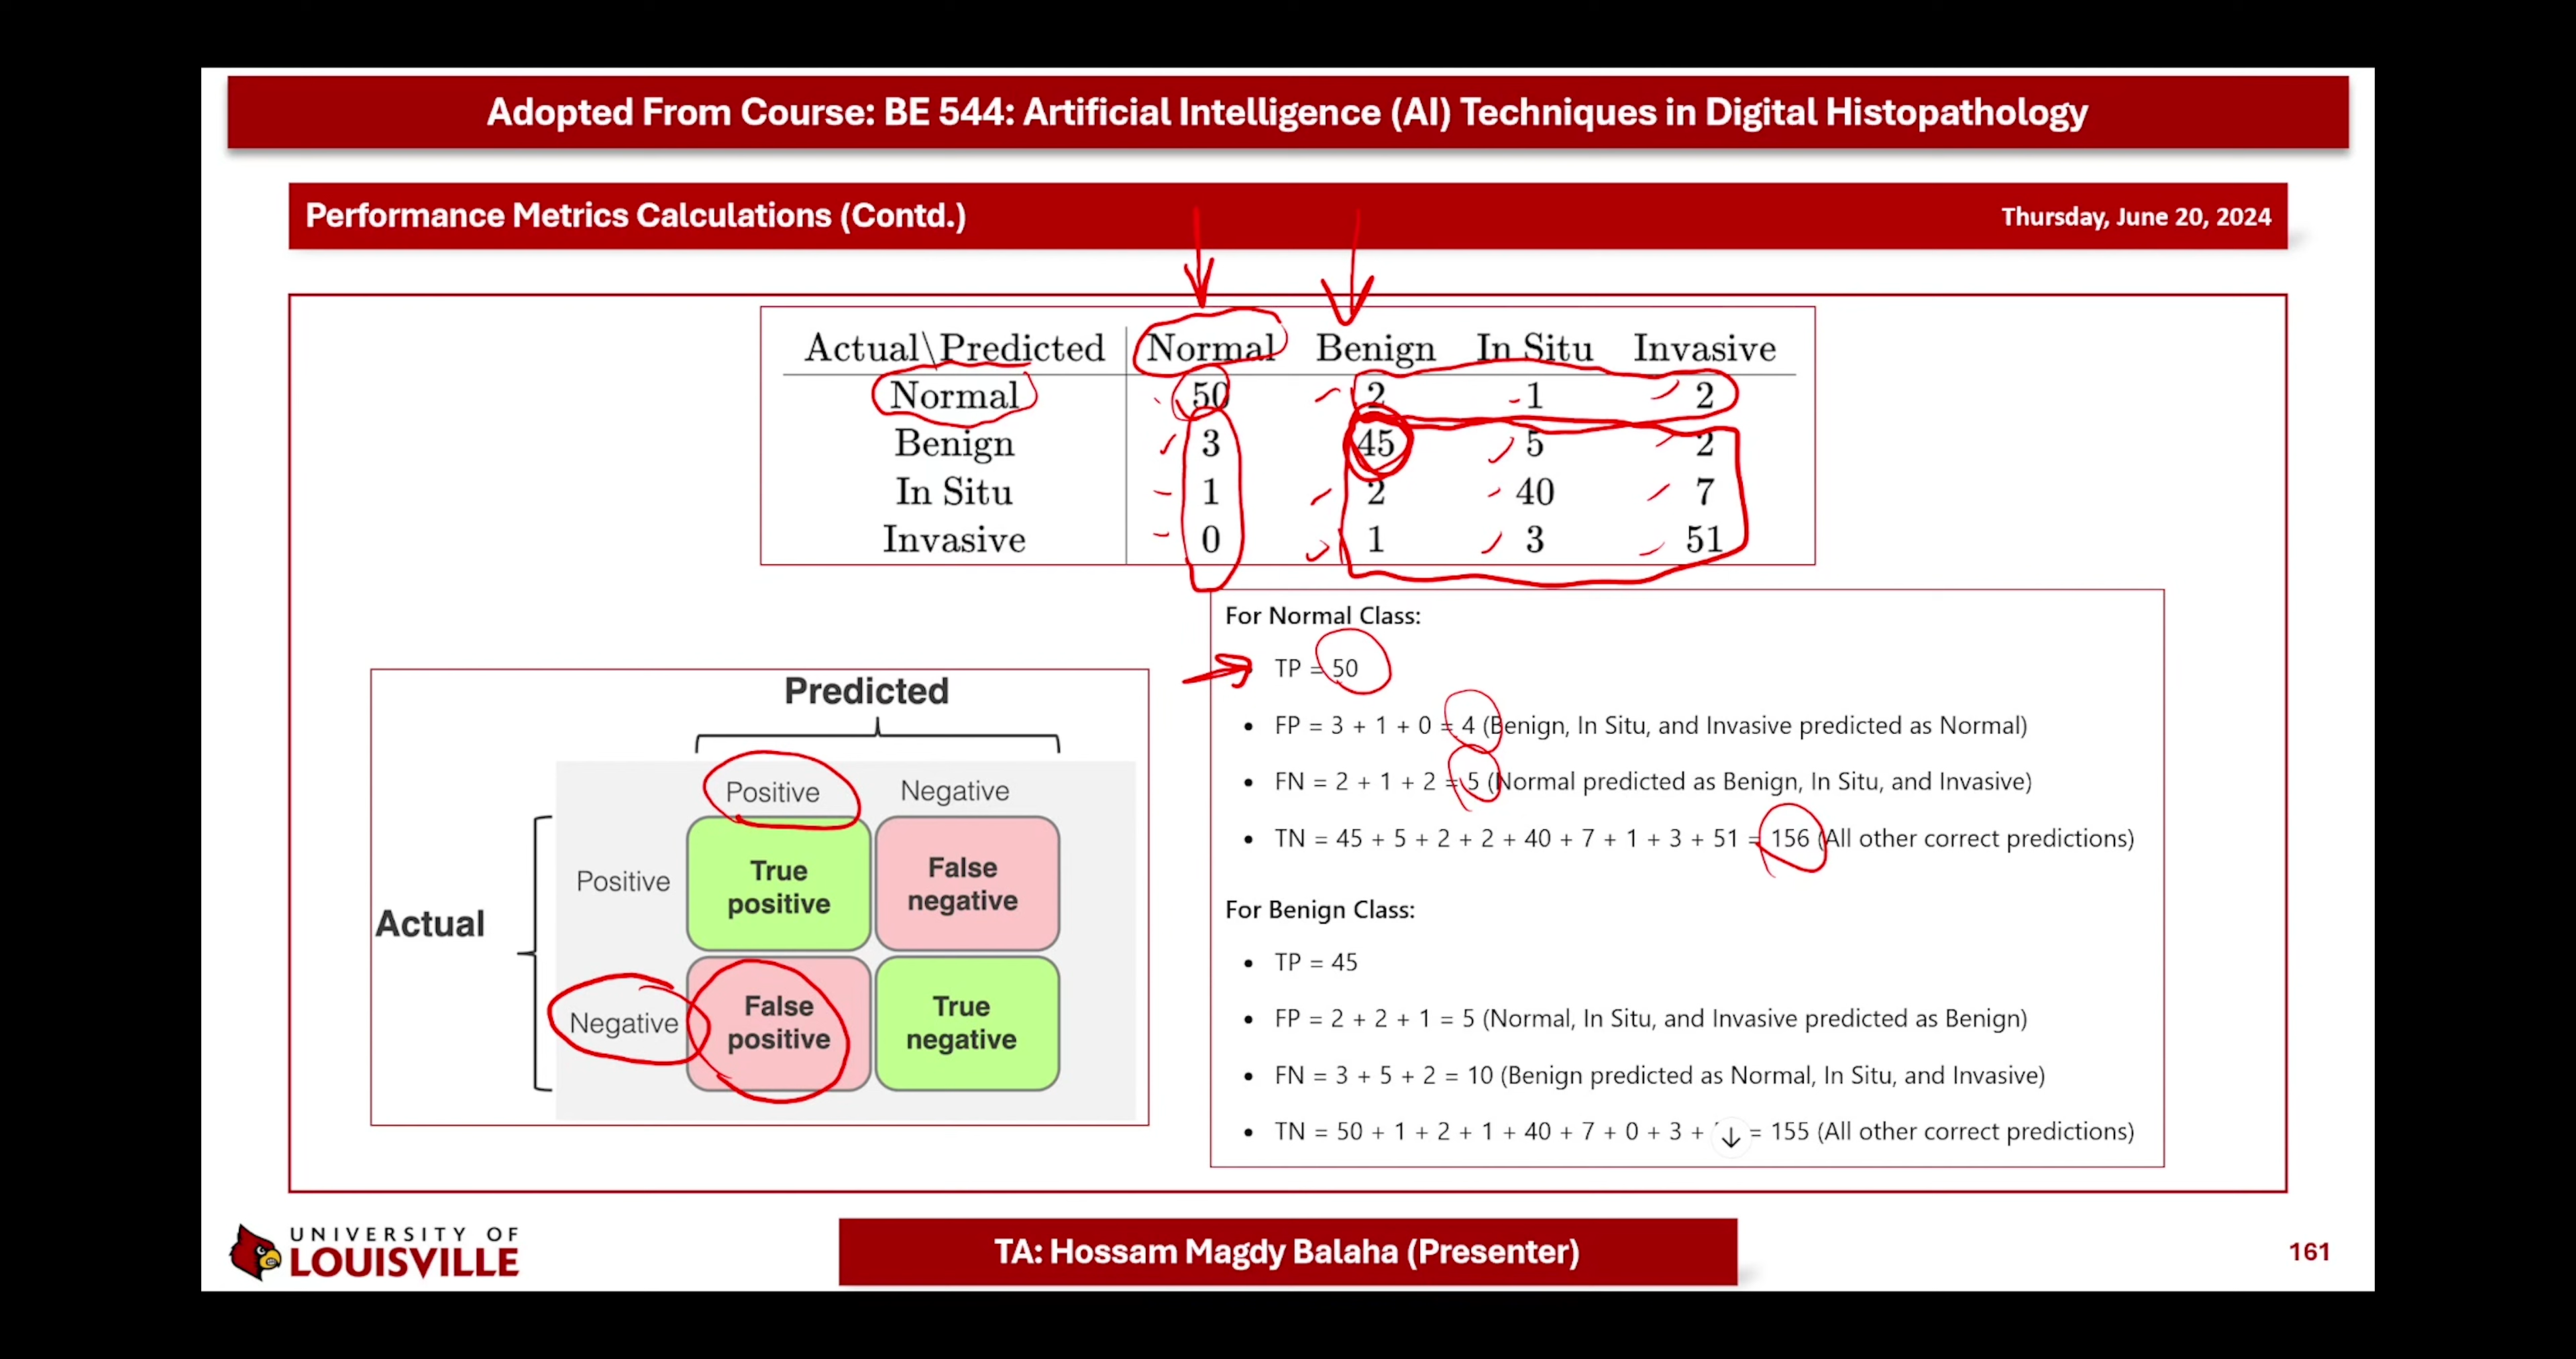 Adopted From Course: BE 544: Artificial Intelligence (AI) Techniques in Digital Histopathology
Performance Metrics Calculations (Contd.) Thursday, June 20, 2024
Actual\Predicted Normal Benign In Situ Invasive
Normal 50 2 1 2
Benign 3 45 5 2
In Situ 1 2 40 7
Invasive 0 1 3 51
For Normal Class:
TP = 50
• FP = 3 + 1 + 0 = 4 (Benign, In Situ, and Invasive predicted as Normal)
• FN = 2 + 1 + 2 = 5 (Normal predicted as Benign, In Situ, and Invasive)
• TN = 45 + 5 + 2 + 2 + 40 + 7 + 1 + 3 + 51 = 156 (All other correct predictions)
For Benign Class:
• TP = 45
• FP = 2 + 2 + 1 = 5 (Normal, In Situ, and Invasive predicted as Benign)
• FN = 3 + 5 + 2 = 10 (Benign predicted as Normal, In Situ, and Invasive)
• TN = 50 + 1 + 2 + 1 + 40 + 7 + 0 + 3 + = 155 (All other correct predictions)
Predicted
Positive Negative
Actual
Positive
True positive
False negative
Negative
False positive
True negative
UNIVERSITY OF
LOUISVILLE
TA: Hossam Magdy Balaha (Presenter)
161